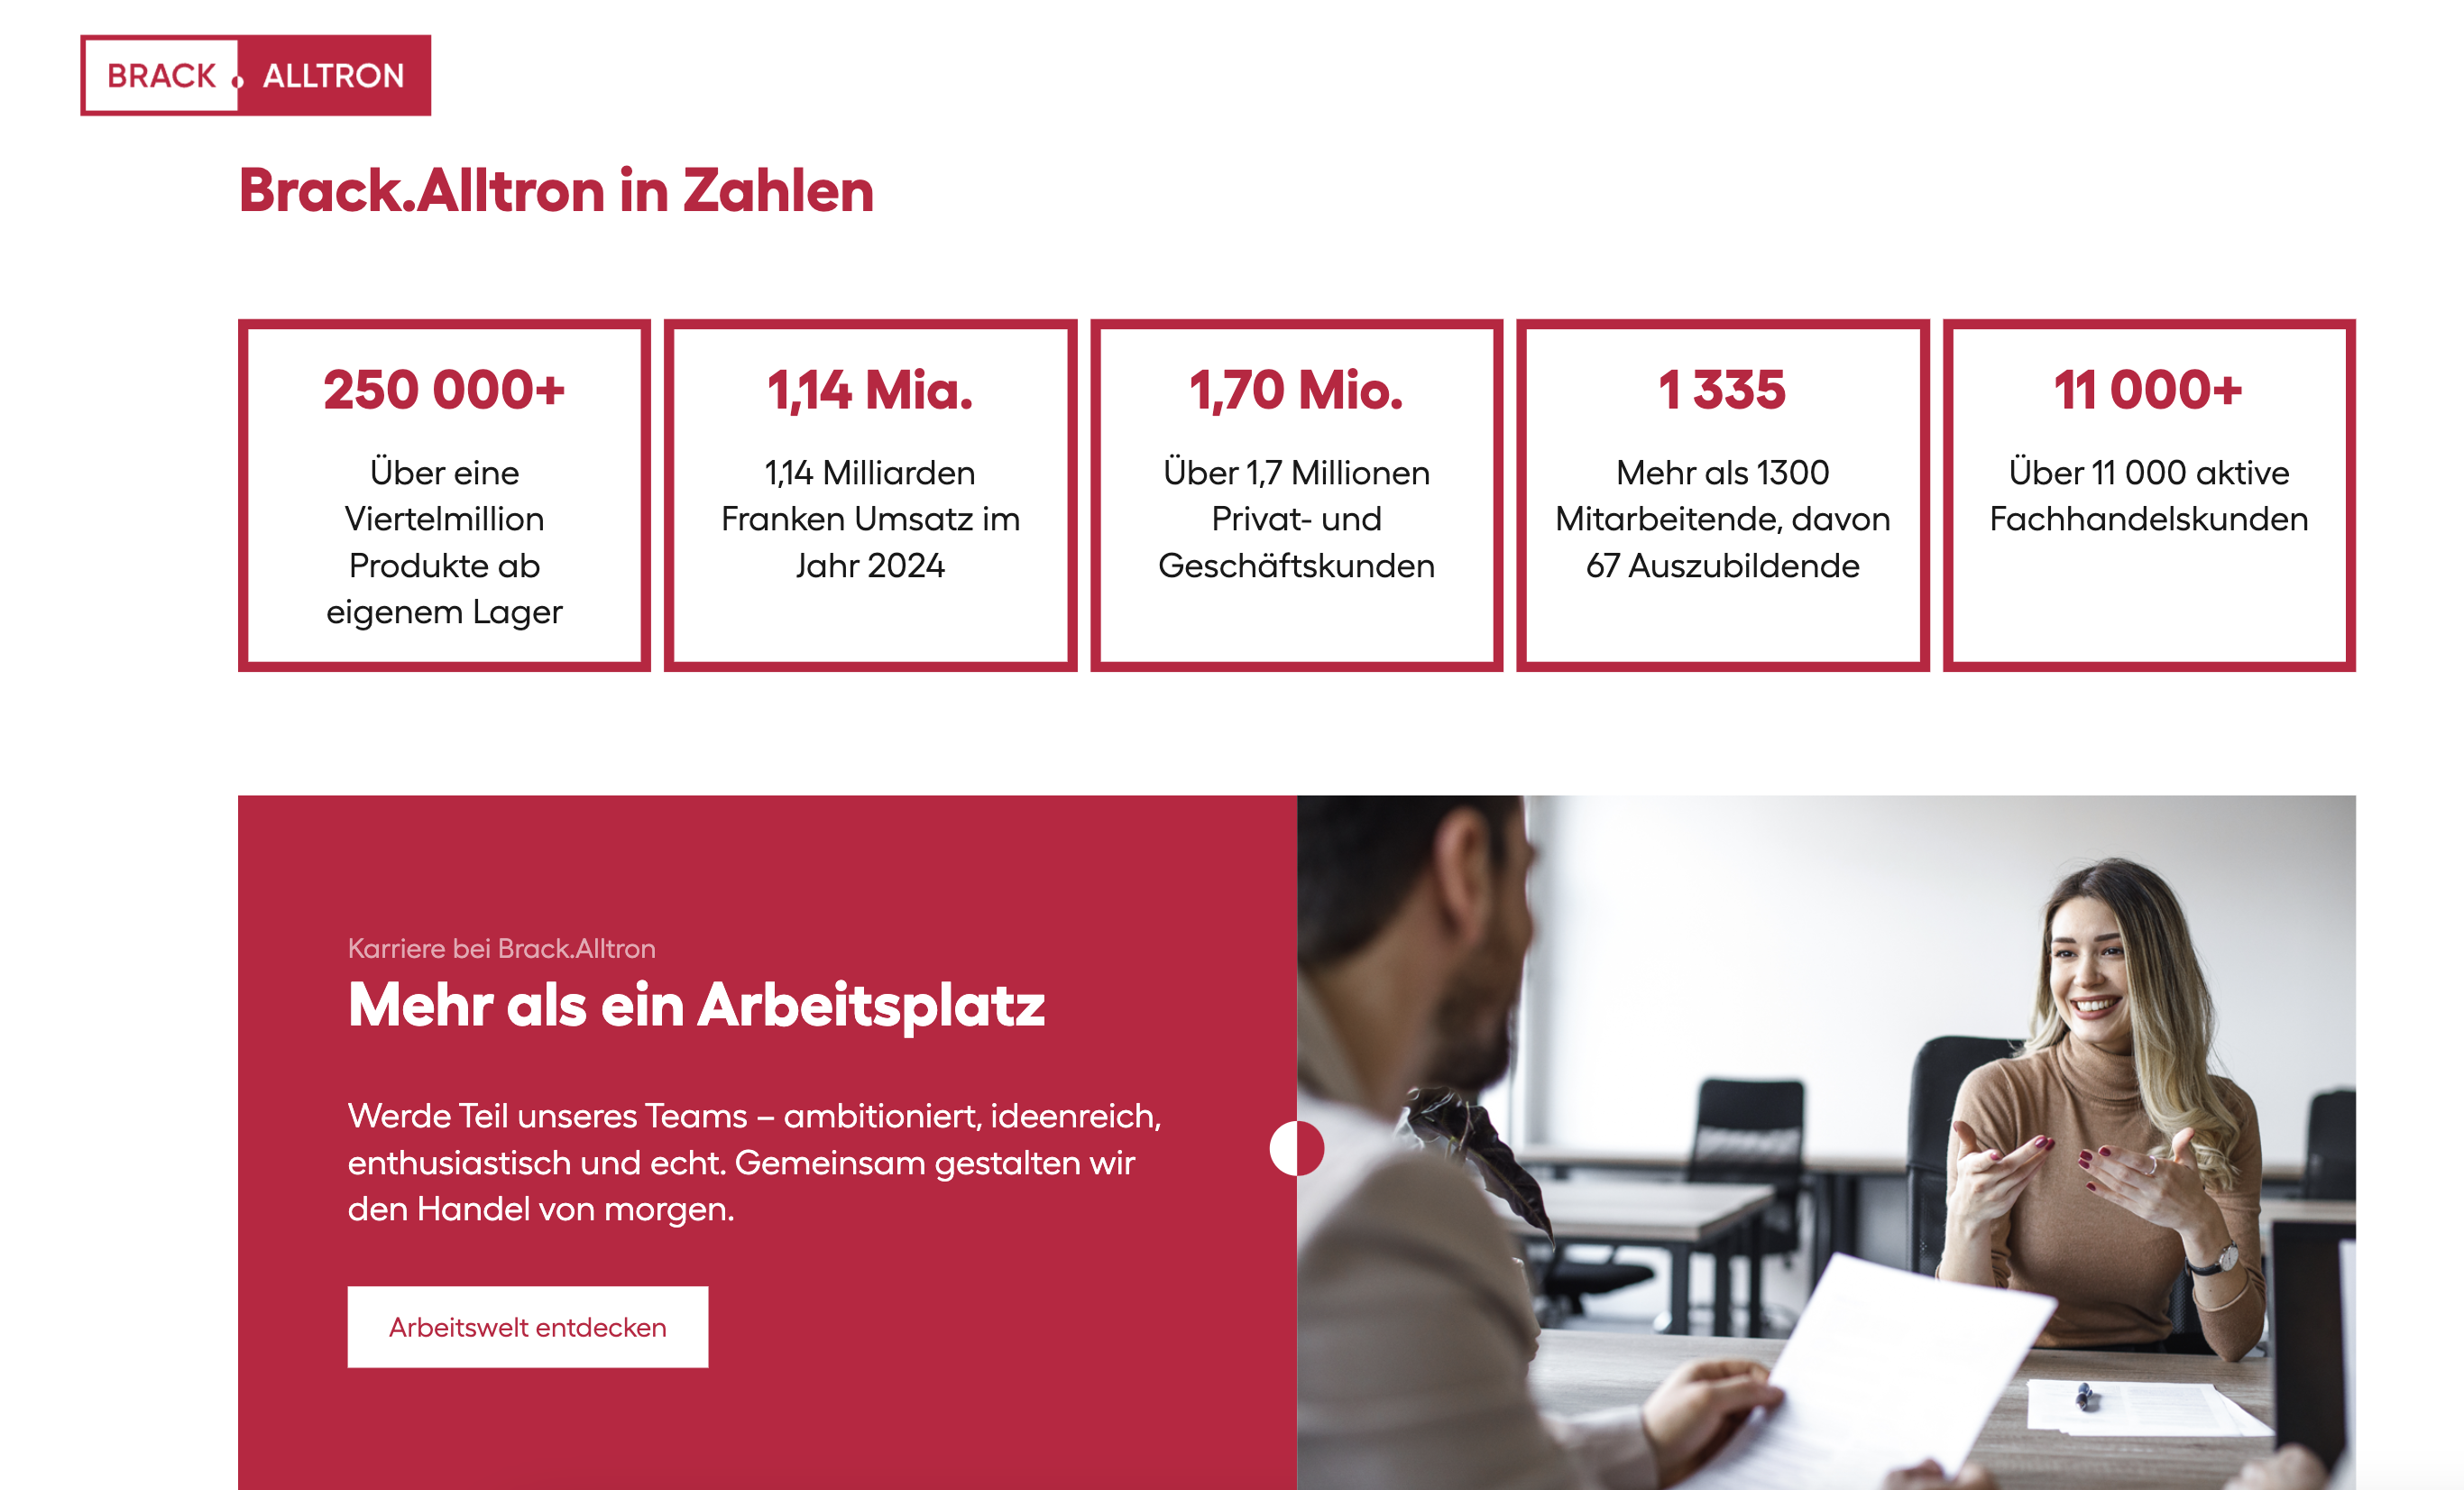 BRACK ALLTRON
Brack.Alltron in Zahlen
250 000+
Über eine
Viertelmillion
Produkte ab
eigenem Lager
1,14 Mia.
1,14 Milliarden
Franken Umsatz im
Jahr 2024
1,70 Mio.
Über 1,7 Millionen
Privat- und
Geschäftskunden
1 335
Mehr als 1300
Mitarbeitende, davon
67 Auszubildende
11 000+
Über 11 000 aktive
Fachhandelskunden
Karriere bei Brack.Alltron
Mehr als ein Arbeitsplatz
Werde Teil unseres Teams – ambitioniert, ideenreich,
enthusiastisch und echt. Gemeinsam gestalten wir
den Handel von morgen.
Arbeitswelt entdecken